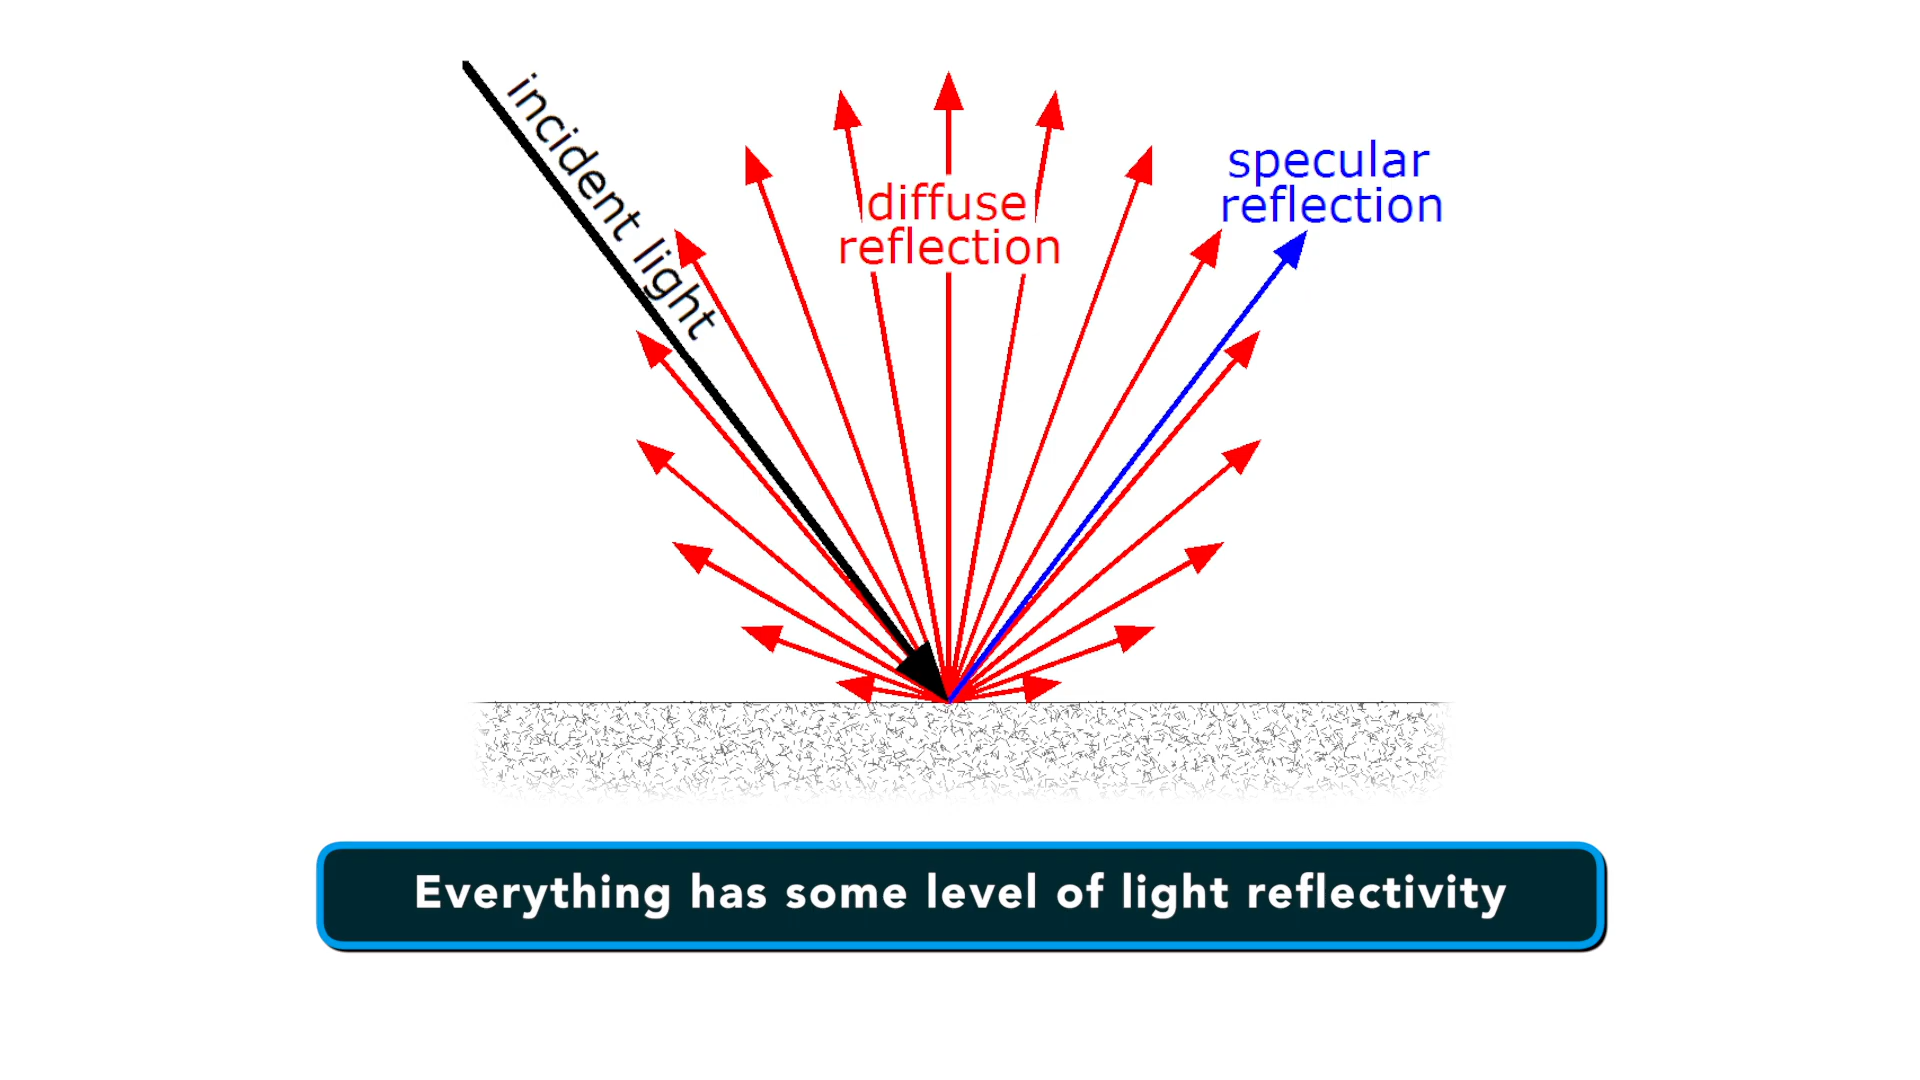 incident light
diffuse
reflection
specular
reflection
Everything has some level of light reflectivity